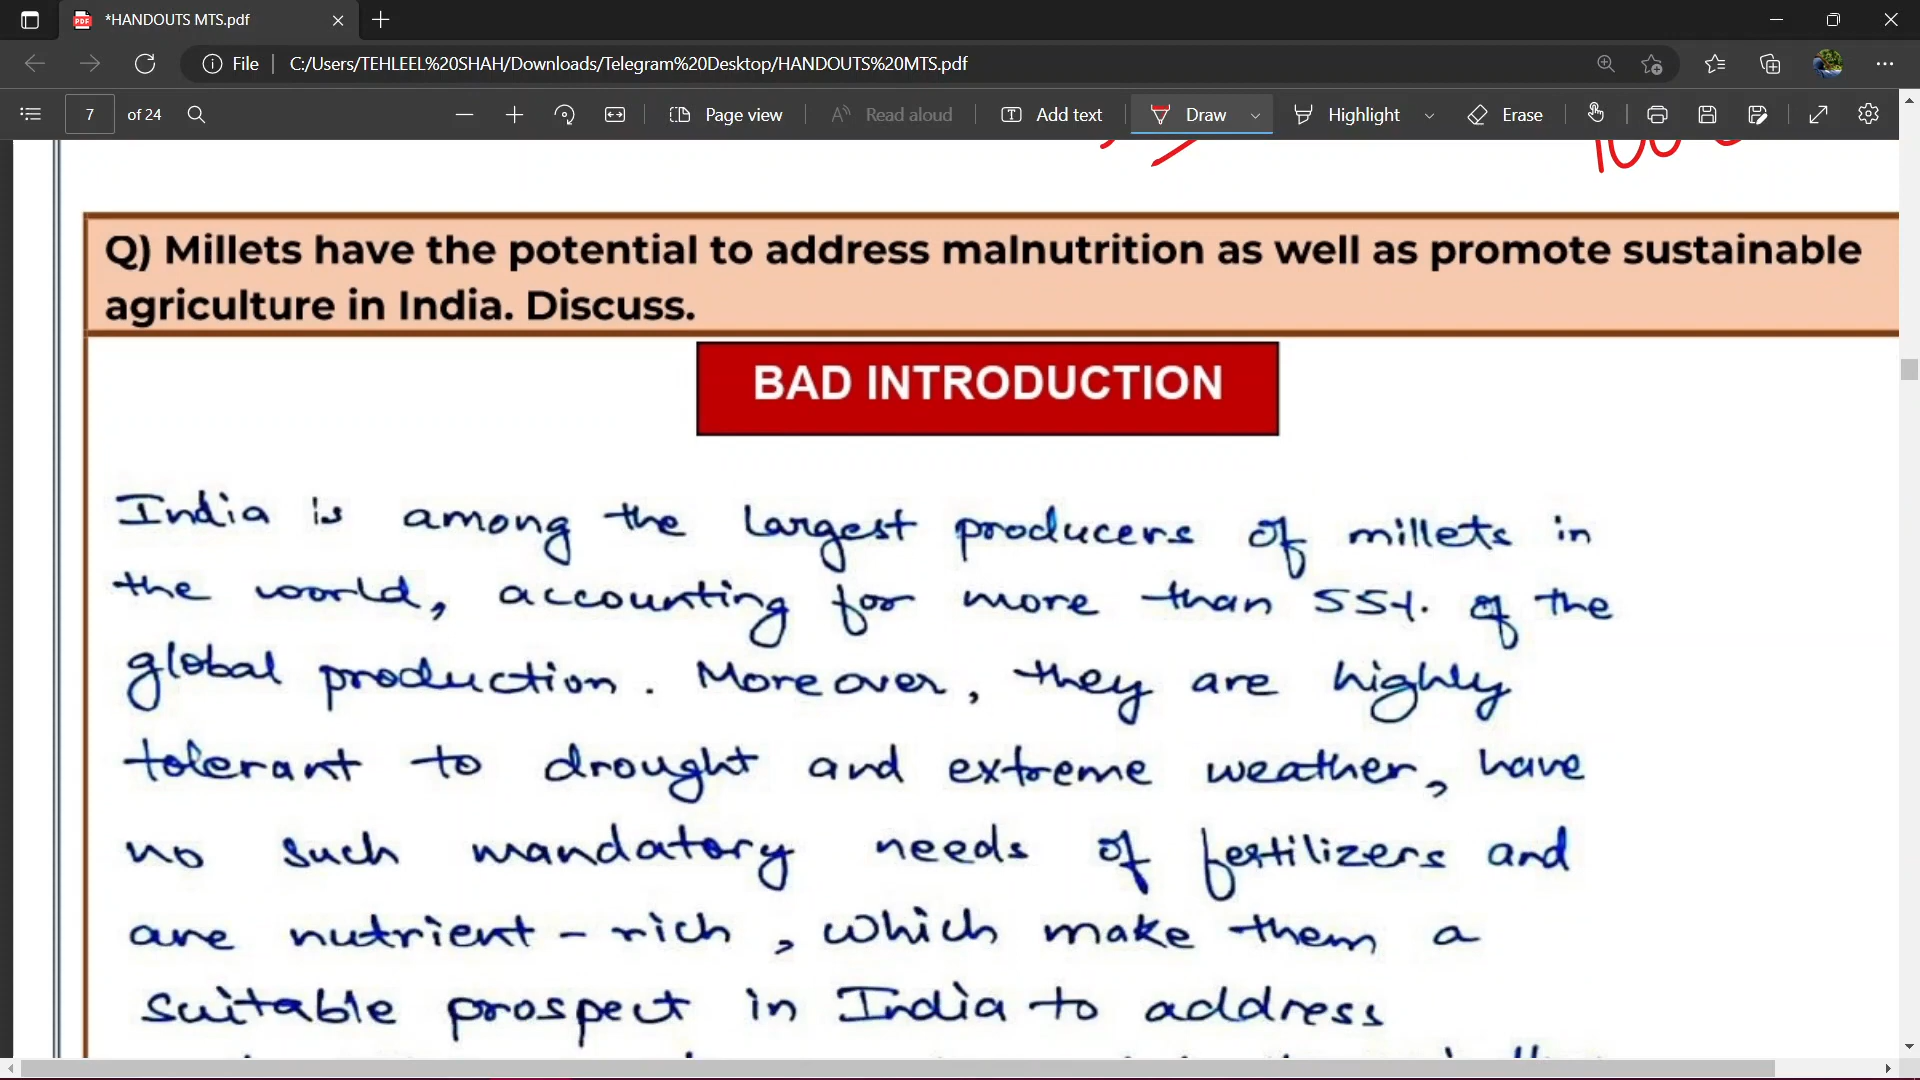 *HANDOUTS MTS.pdf
File C:/Users/TEHLEEL%20SHAH/Downloads/Telegram%20Desktop/HANDOUTS%20MTS.pdf
7 of 24 Page view Read aloud Add text Draw Highlight Erase
Q) Millets have the potential to address malnutrition as well as promote sustainable
agriculture in India. Discuss.
BAD INTRODUCTION
India is among the largest producers of millets in
the world, accounting for more than 55%. of the
global production. Moreover, they are highly
tolerant to drought and extreme weather, have
no such mandatory needs of fertilizers and
are nutrient-rich, which make them a
suitable prospect in India to address